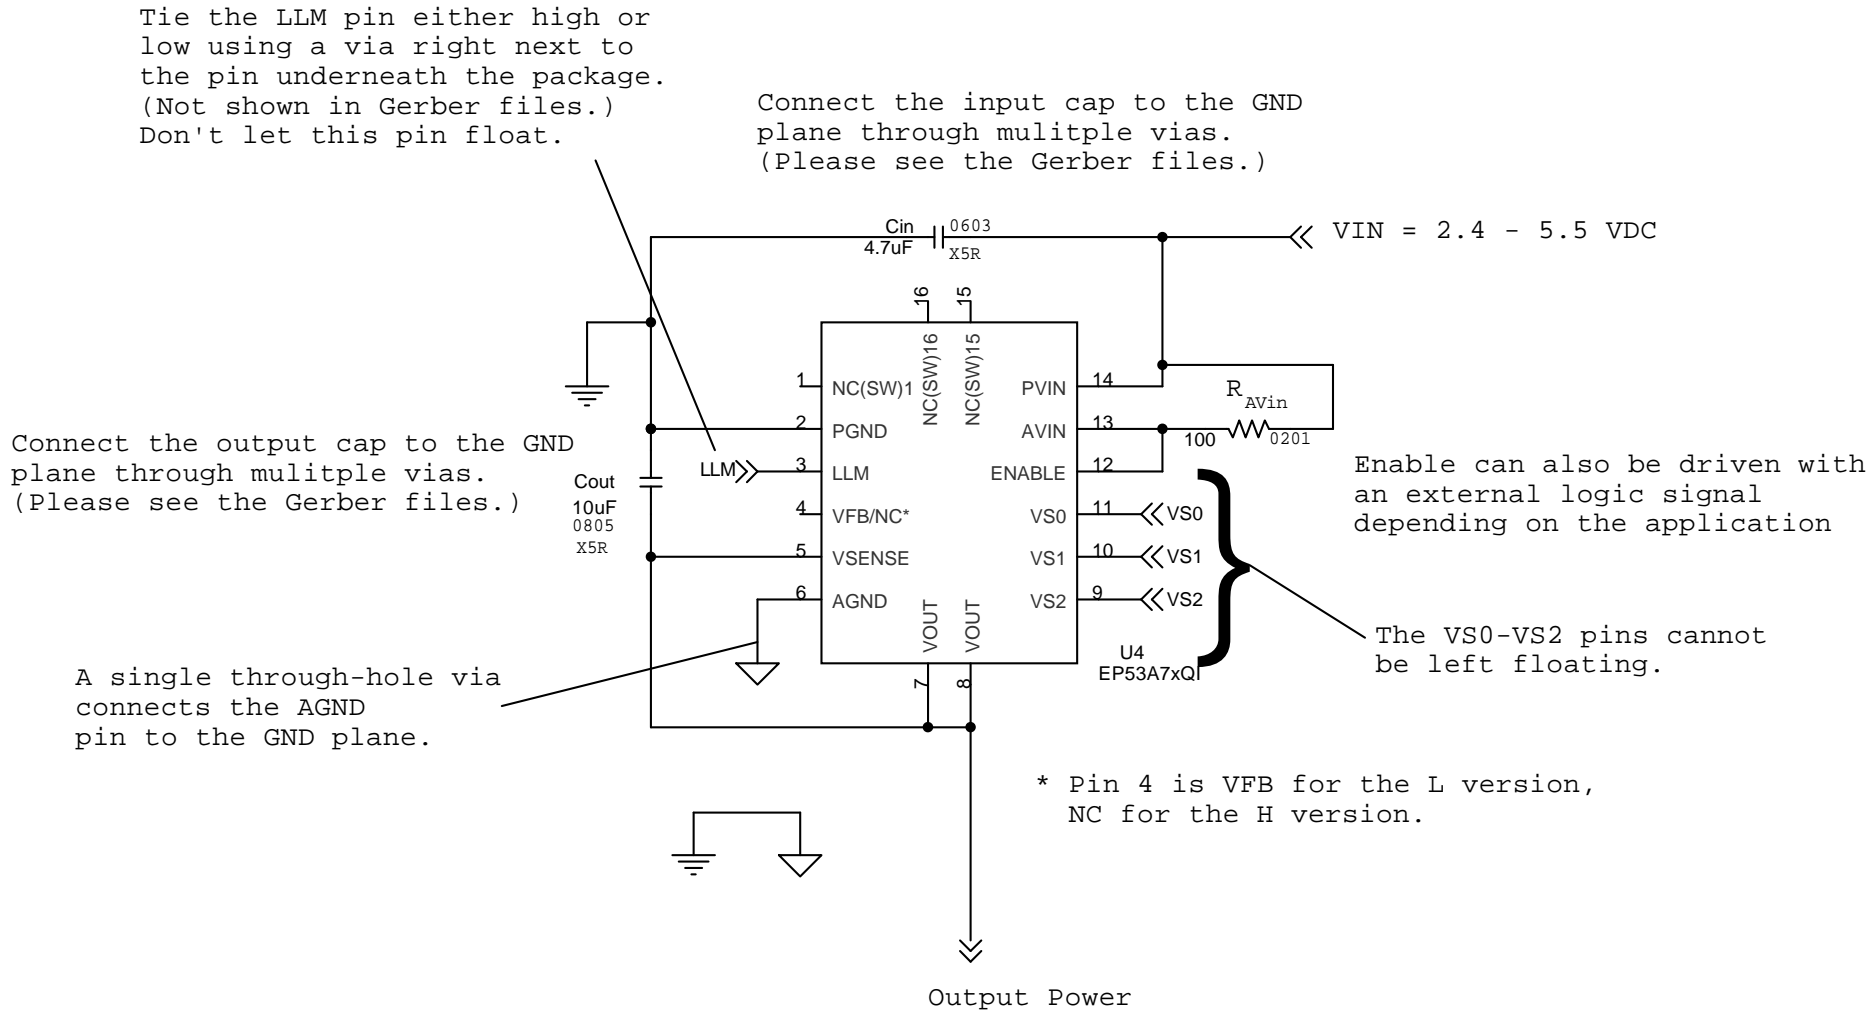 Tie the LLM pin either high or
low using a via right next to
the pin underneath the package.
(Not shown in Gerber files.)
Don't let this pin float.
Connect the input cap to the GND
plane through mulitple vias.
(Please see the Gerber files.)
Cin
4.7uF
0603
X5R
VIN = 2.4 - 5.5 VDC
16
15
NC(SW)16
NC(SW)15
1
NC(SW)1
2
PGND
LLM
3
LLM
4
VFB/NC*
5
VSENSE
6
AGND
VOUT
VOUT
7
8
PVIN
14
AVIN
13
ENABLE
12
VS0
11
VS0
VS1
10
VS1
VS2
9
VS2
R
AVin
100
0201
U4
EP53A7xQI
Connect the output cap to the GND
plane through mulitple vias.
(Please see the Gerber files.)
Cout
10uF
0805
X5R
Enable can also be driven with
an external logic signal
depending on the application
}
The VS0-VS2 pins cannot
be left floating.
A single through-hole via
connects the AGND
pin to the GND plane.
* Pin 4 is VFB for the L version,
NC for the H version.
Output Power